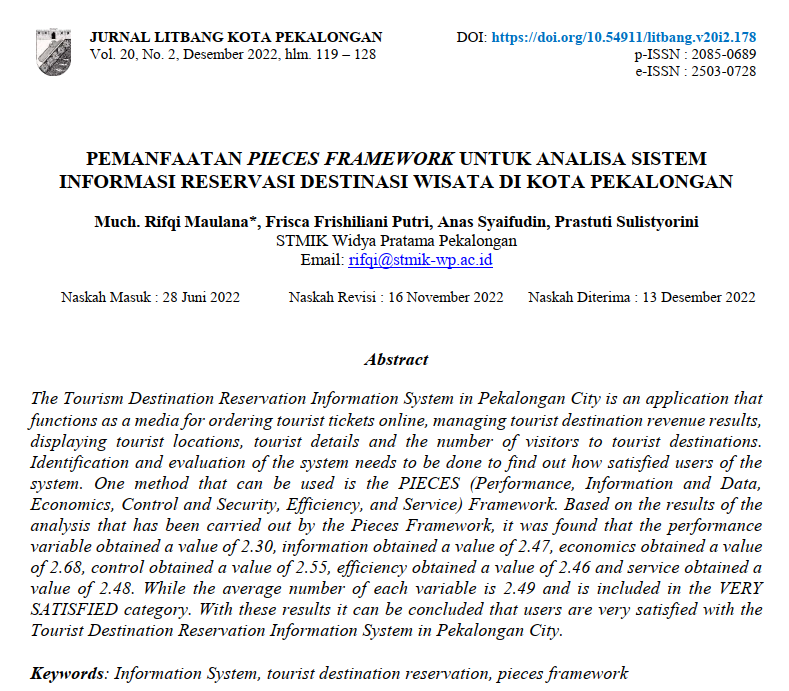 JURNAL LITBANG KOTA PEKALONGAN
Vol. 20, No. 2, Desember 2022, hlm. 119 – 128
DOI: https://doi.org/10.54911/litbang.v20i2.178
p-ISSN : 2085-0689
e-ISSN : 2503-0728
PEMANFAATAN PIECES FRAMEWORK UNTUK ANALISA SISTEM
INFORMASI RESERVASI DESTINASI WISATA DI KOTA PEKALONGAN
Much. Rifqi Maulana*, Frisca Frishiliani Putri, Anas Syaifudin, Prastuti Sulistyorini
STMIK Widya Pratama Pekalongan
Email: rifqi@stmik-wp.ac.id
Naskah Masuk : 28 Juni 2022 Naskah Revisi : 16 November 2022 Naskah Diterima : 13 Desember 2022
Abstract
The Tourism Destination Reservation Information System in Pekalongan City is an application that
functions as a media for ordering tourist tickets online, managing tourist destination revenue results,
displaying tourist locations, tourist details and the number of visitors to tourist destinations.
Identification and evaluation of the system needs to be done to find out how satisfied users of the
system. One method that can be used is the PIECES (Performance, Information and Data,
Economics, Control and Security, Efficiency, and Service) Framework. Based on the results of the
analysis that has been carried out by the Pieces Framework, it was found that the performance
variable obtained a value of 2.30, information obtained a value of 2.47, economics obtained a value
of 2.68, control obtained a value of 2.55, efficiency obtained a value of 2.46 and service obtained a
value of 2.48. While the average number of each variable is 2.49 and is included in the VERY
SATISFIED category. With these results it can be concluded that users are very satisfied with the
Tourist Destination Reservation Information System in Pekalongan City.
Keywords: Information System, tourist destination reservation, pieces framework